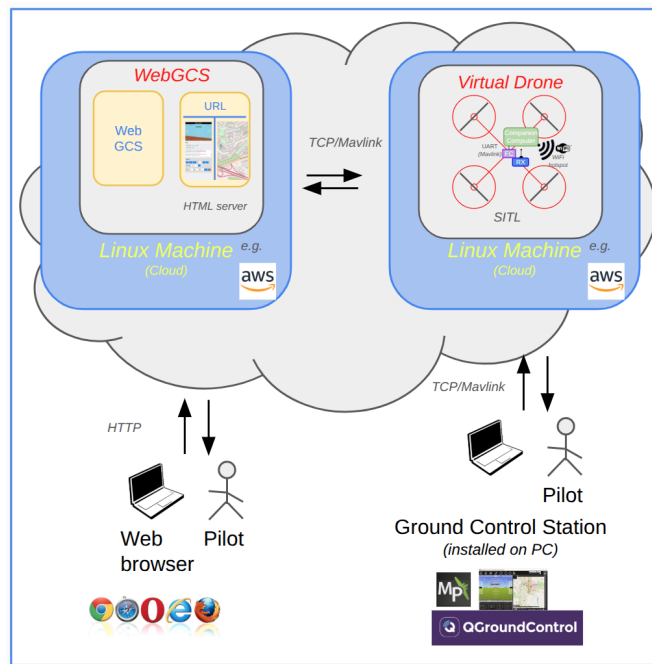 WebGCS
Web
GCS
URL
HTML server
Linux Machine
(Cloud)
e.g.
aws
TCP/Mavlink
Virtual Drone
Companion
Computer
UART
(Mavlink)
RX
WiFi
hotspot
SITL
Linux Machine
(Cloud)
e.g.
aws
HTTP
TCP/Mavlink
Web
browser
Pilot
Pilot
Ground Control Station
(installed on PC)
MP
QGroundControl